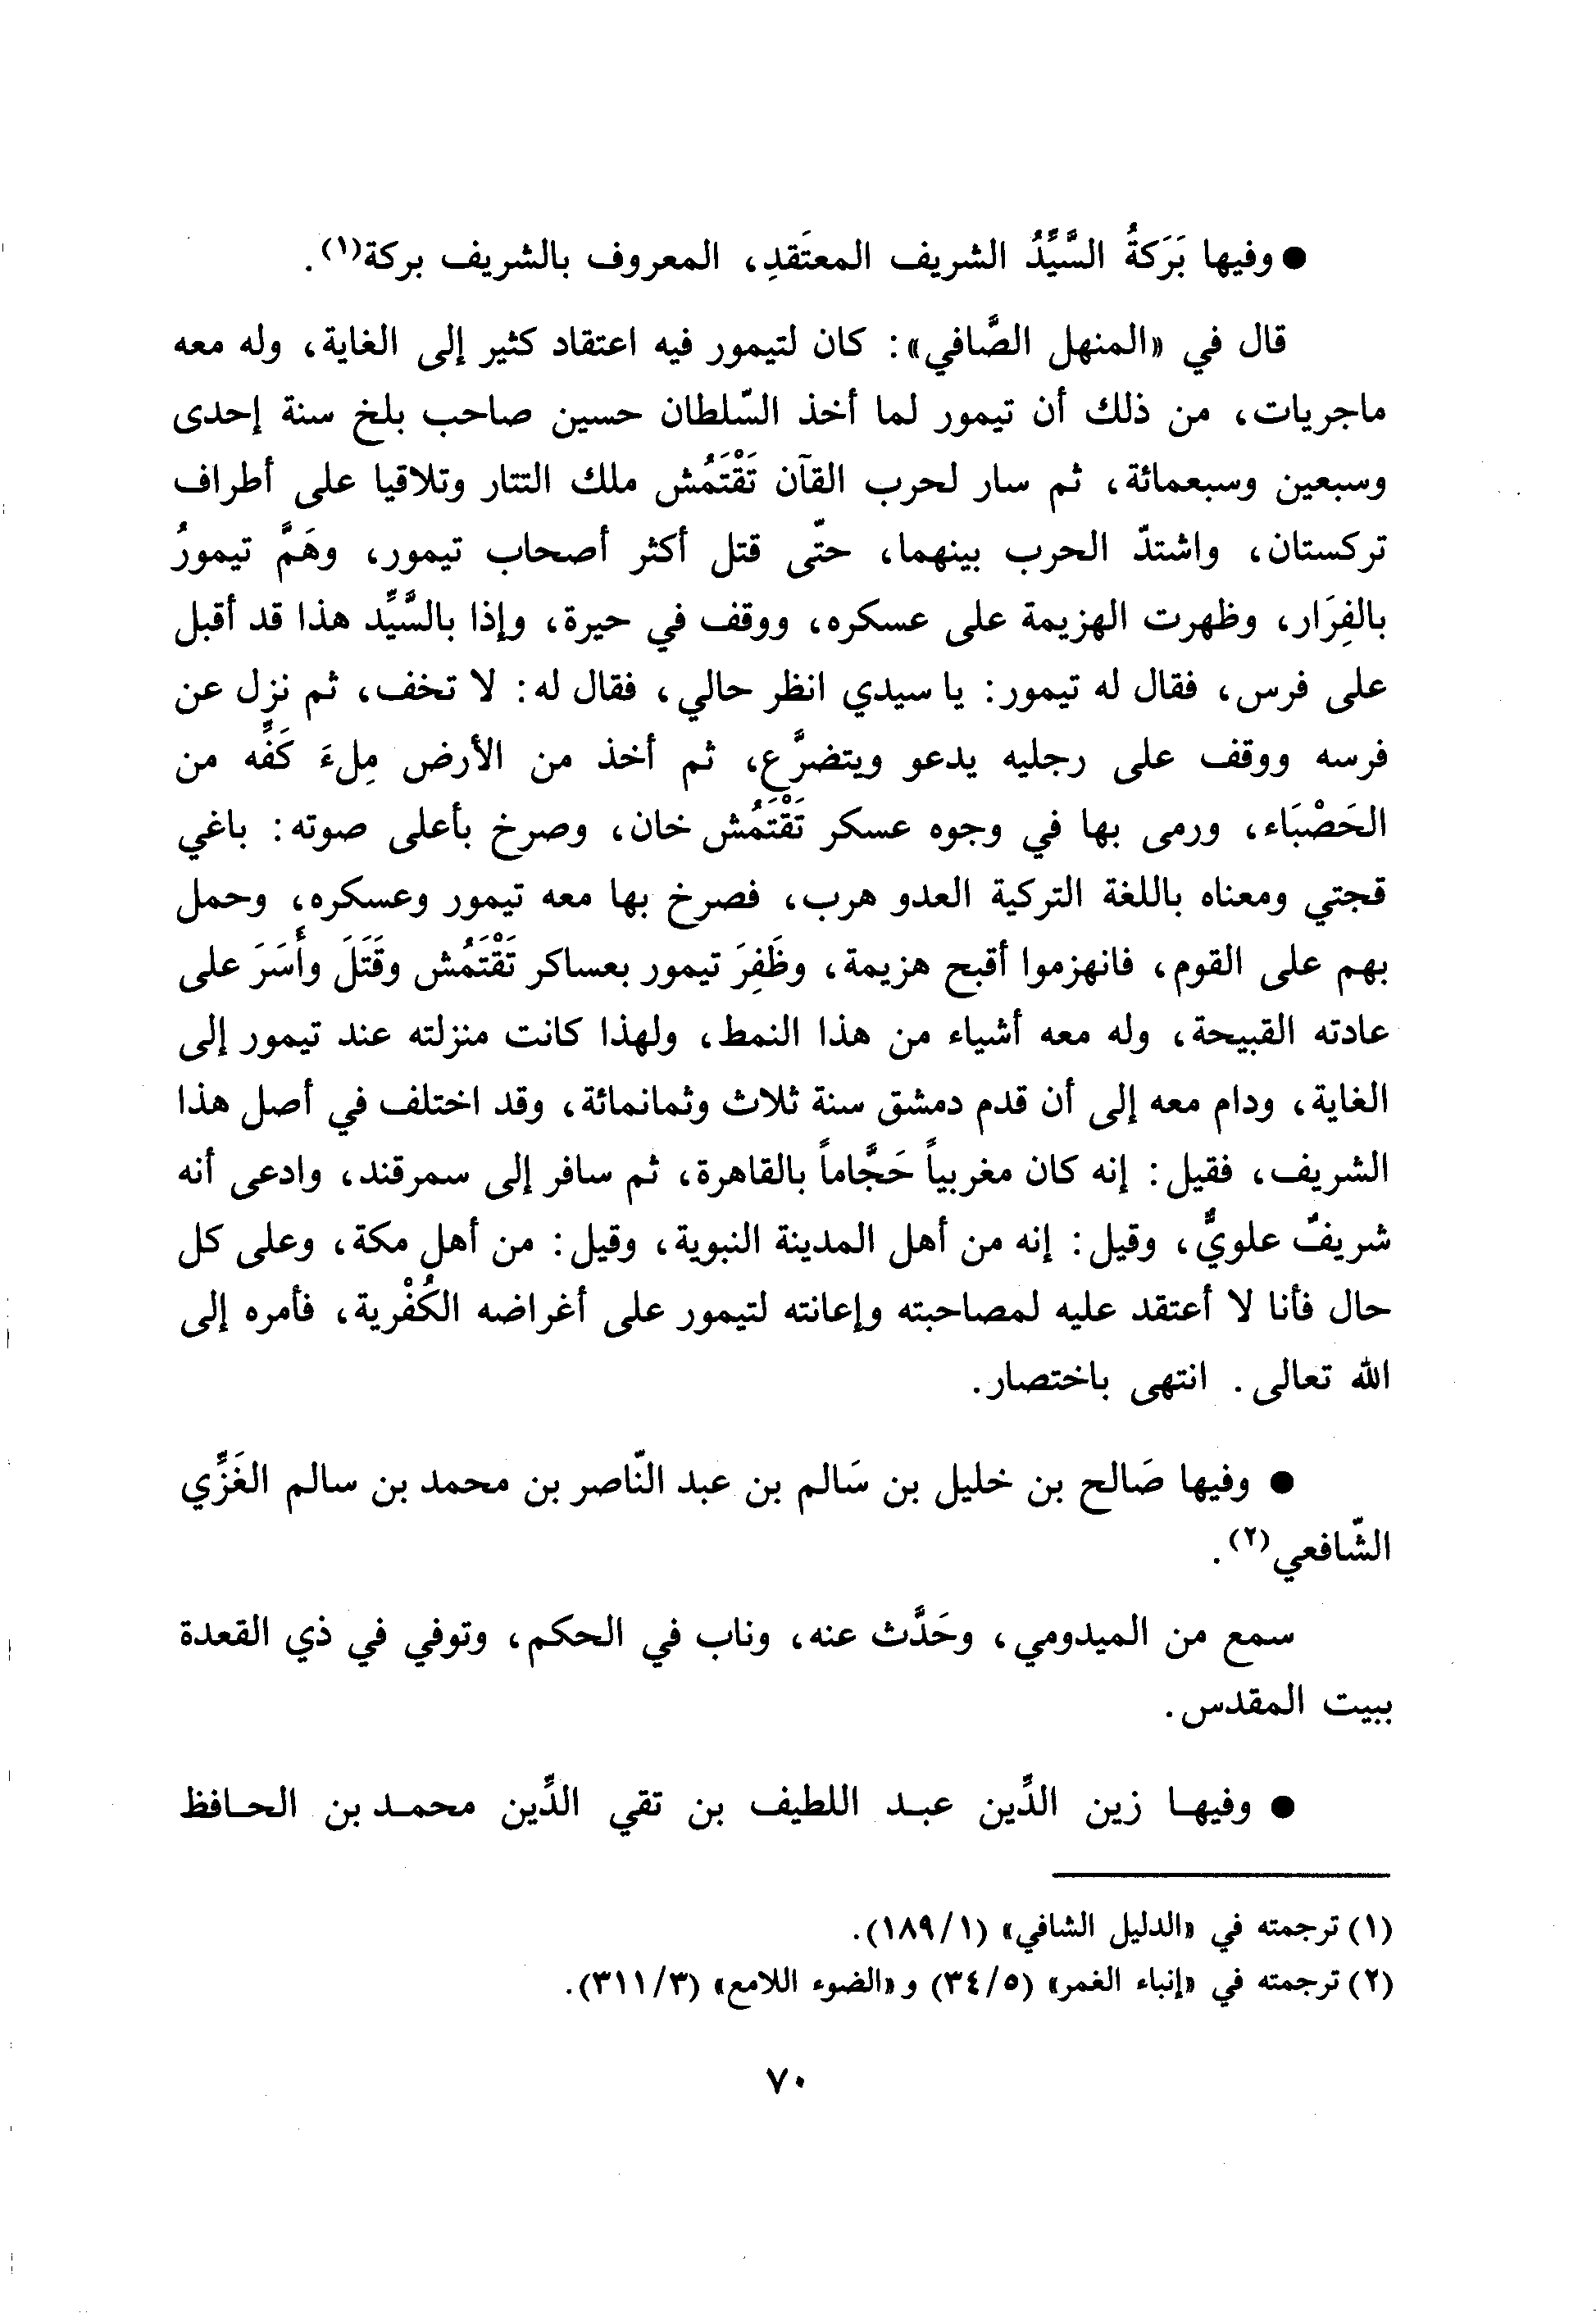 ● وفيها بَرَكةُ السَّيِّدُ الشريف المعتَقدِ، المعروف بالشريف بركة(١).
قال في «المنهل الصَّافي»: كان لتيمور فيه اعتقاد كثير إلى الغاية، وله معه
ماجريات، من ذلك أن تيمور لما أخذ السّلطان حسين صاحب بلخ سنة إحدى
وسبعين وسبعمائة، ثم سار لحرب القآن تَقْتَمُش ملك التتار وتلاقيا على أطراف
تركستان، واشتدّ الحرب بينهما، حتّى قتل أكثر أصحاب تيمور، وهَمَّ تيمورُ
بالفِرَار، وظهرت الهزيمة على عسكره، ووقف في حيرة، وإذا بالسَّيِّد هذا قد أقبل
على فرس، فقال له تيمور: يا سيدي انظر حالي، فقال له: لا تخف، ثم نزل عن
فرسه ووقف على رجليه يدعو ويتضرَّع، ثم أخذ من الأرض مِلءَ كَفِّه من
الحَصْبَاء، ورمى بها في وجوه عسكر تَقْتَمُش خان، وصرخ بأعلى صوته: باغي
قجتي ومعناه باللغة التركية العدو هرب، فصرخ بها معه تيمور وعسكره، وحمل
بهم على القوم، فانهزموا أقبح هزيمة، وظَفِرَ تيمور بعساكر تَقْتَمُش وقَتَلَ وأَسَرَ على
عادته القبيحة، وله معه أشياء من هذا النمط، ولهذا كانت منزلته عند تيمور إلى
الغاية، ودام معه إلى أن قدم دمشق سنة ثلاث وثمانمائة، وقد اختلف في أصل هذا
الشريف، فقيل: إنه كان مغربياً حَجَّاماً بالقاهرة، ثم سافر إلى سمرقند، وادعى أنه
شريفٌ علويٌّ، وقيل: إنه من أهل المدينة النبوية، وقيل: من أهل مكة، وعلى كل
حال فأنا لا أعتقد عليه لمصاحبته وإعانته لتيمور على أغراضه الكُفْرية، فأمره إلى
الله تعالى. انتهى باختصار.
● وفيها صَالح بن خليل بن سَالم بن عبد النّاصر بن محمد بن سالم الغَزِّي
الشّافعي(٢).
سمع من الميدومي، وحَدَّث عنه، وناب في الحكم، وتوفي في ذي القعدة
ببيت المقدس.
● وفيها زين الدِّين عبد اللطيف بن تقي الدِّين محمد بن الحافظ
(١) ترجمته في «الدليل الشافي» (١/١٨٩).
(٢) ترجمته في «إنباء الغمر» (٥/٣٤) و«الضوء اللامع» (٣/٣١١).
٧٠